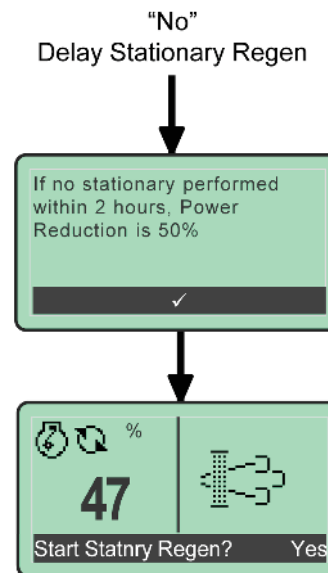 “No”
Delay Stationary Regen
If no stationary performed
within 2 hours, Power
Reduction is 50%
✓
%
47
Start Statnry Regen? Yes